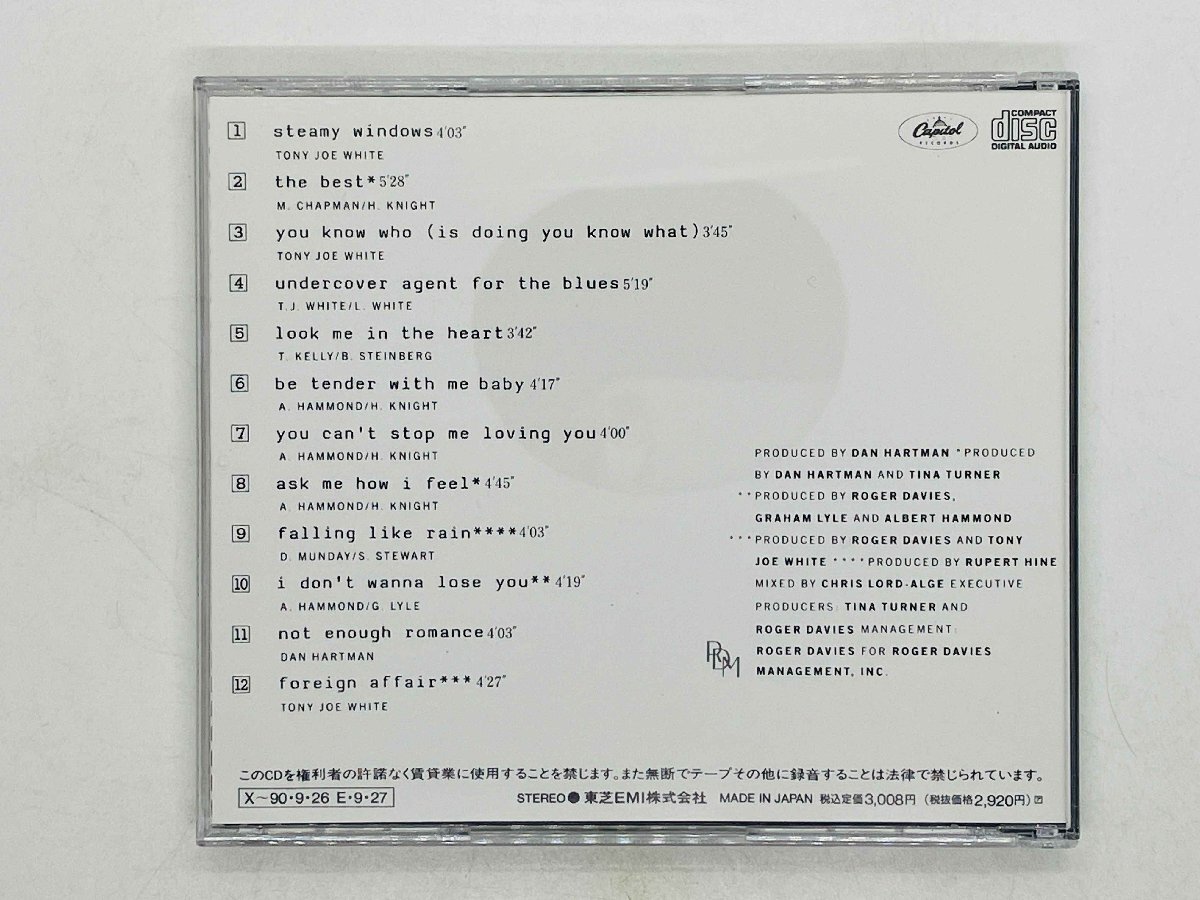 1 steamy windows 4'03"
TONY JOE WHITE
2 the best* 5'28"
M. CHAPMAN/H. KNIGHT
3 you know who (is doing you know what) 3'45"
TONY JOE WHITE
4 undercover agent for the blues 5'19"
T.J. WHITE/L. WHITE
5 look me in the heart 3'42"
T. KELLY/B. STEINBERG
6 be tender with me baby 4'17"
A. HAMMOND/H. KNIGHT
7 you can't stop me loving you 4'00"
A. HAMMOND/H. KNIGHT
8 ask me how i feel* 4'45"
A. HAMMOND/H. KNIGHT
9 falling like rain**** 4'03"
D. MUNDAY/S. STEWART
10 i don't wanna lose you** 4'19"
A. HAMMOND/G. LYLE
11 not enough romance 4'03"
DAN HARTMAN
12 foreign affair*** 4'27"
TONY JOE WHITE
Capitol
RECORDS
COMPACT
disc
DIGITAL AUDIO
PRODUCED BY DAN HARTMAN *PRODUCED
BY DAN HARTMAN AND TINA TURNER
**PRODUCED BY ROGER DAVIES,
GRAHAM LYLE AND ALBERT HAMMOND
***PRODUCED BY ROGER DAVIES AND TONY
JOE WHITE ****PRODUCED BY RUPERT HINE
MIXED BY CHRIS LORD-ALGE EXECUTIVE
PRODUCERS: TINA TURNER AND
ROGER DAVIES MANAGEMENT:
ROGER DAVIES FOR ROGER DAVIES
MANAGEMENT, INC.
RDM
このCDを権利者の許諾なく賃貸業に使用することを禁じます。また無断でテープその他に録音することは法律で禁じられています。
X〜90・9・26 E・9・27
STEREO● 東芝EMI株式会社 MADE IN JAPAN 税込定価3,008円 (税抜価格2,920円)